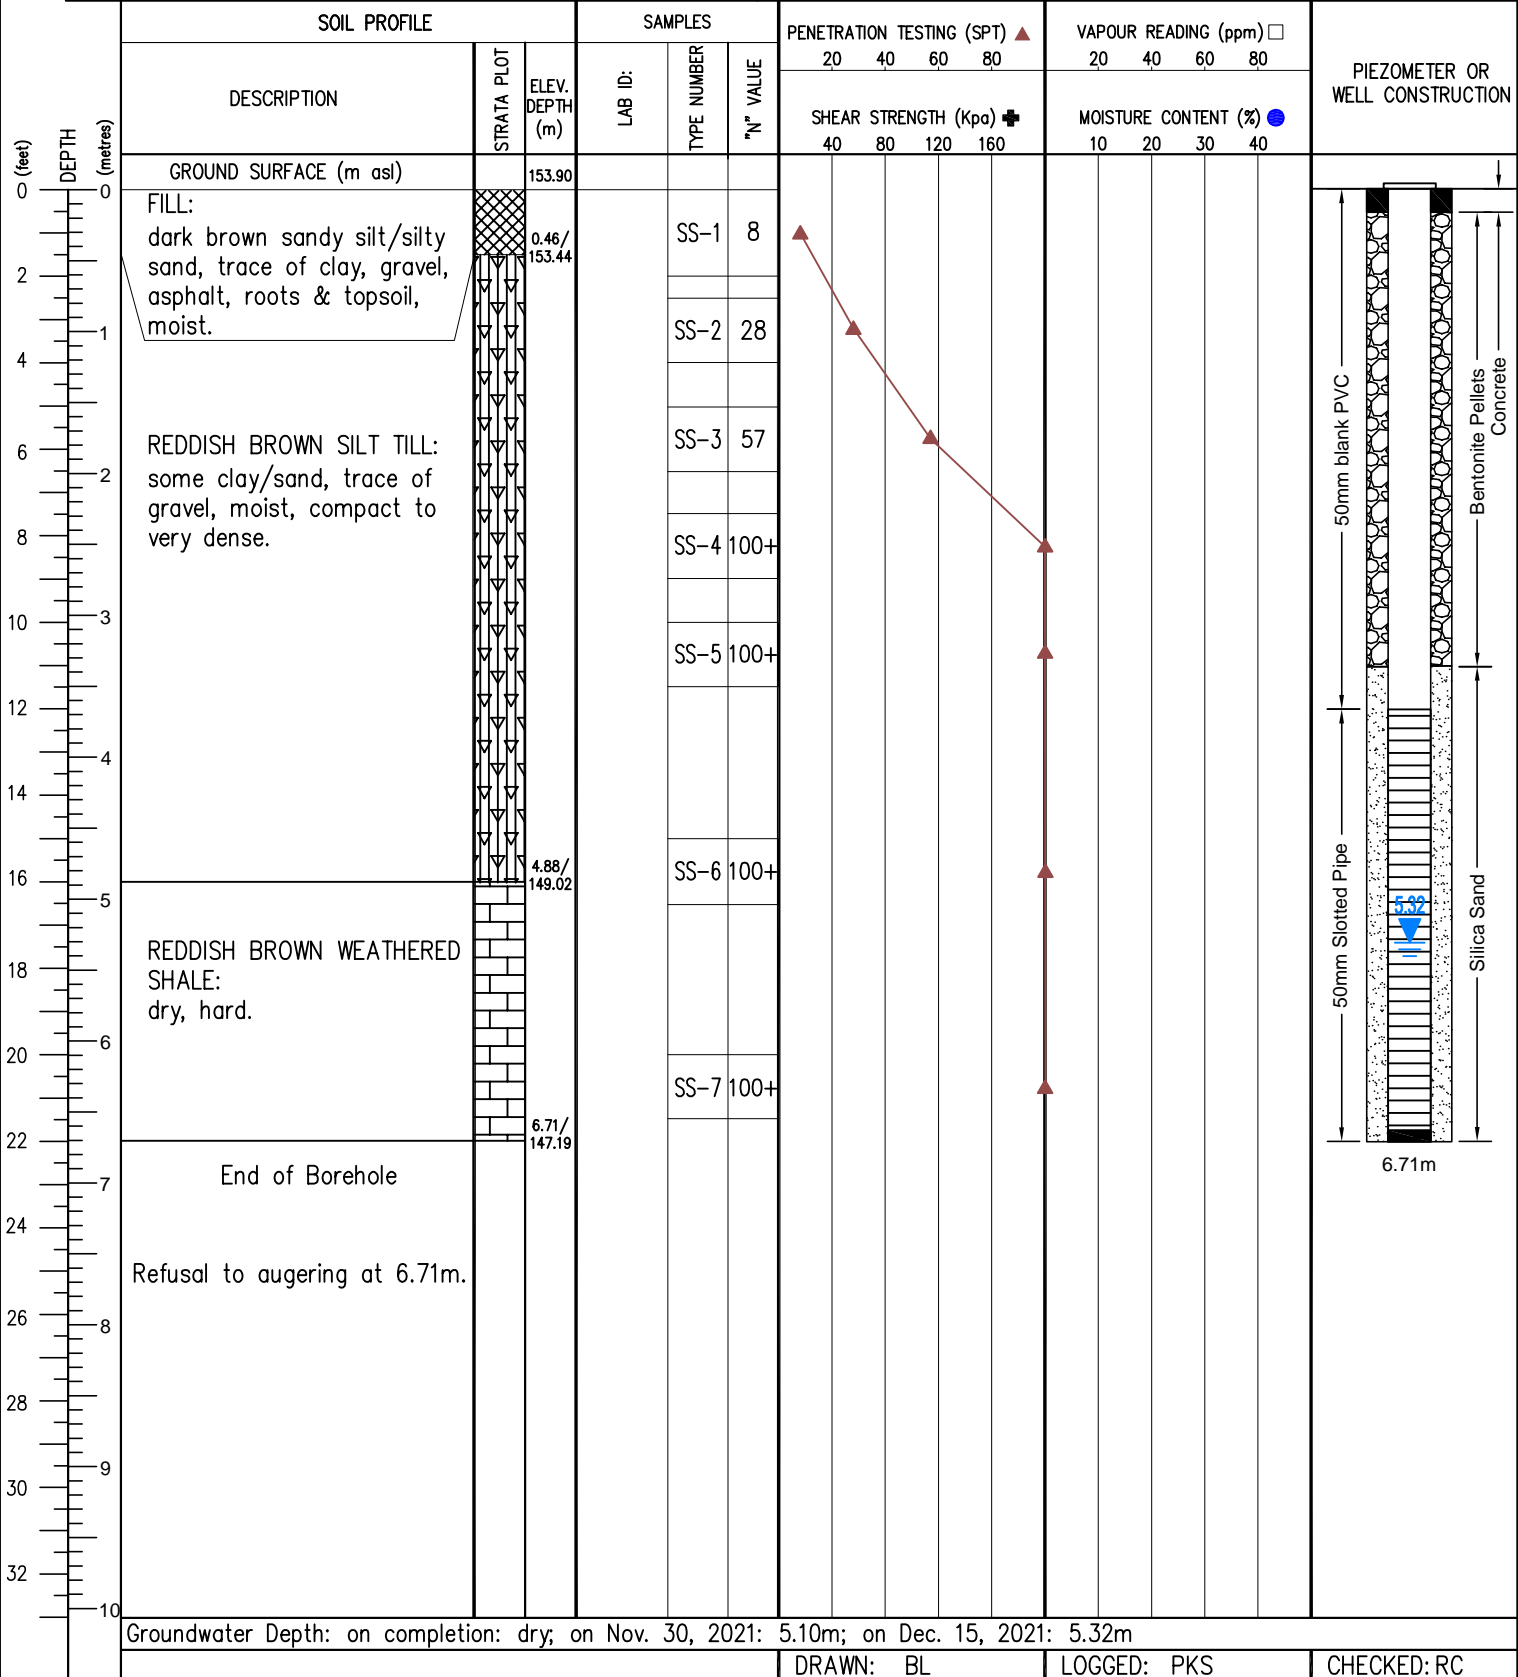 SOIL PROFILE
SAMPLES
PENETRATION TESTING (SPT)
20 40 60 80
VAPOUR READING (ppm)
20 40 60 80
PIEZOMETER OR
WELL CONSTRUCTION
DESCRIPTION
STRATA PLOT
ELEV.
DEPTH
(m)
LAB ID:
TYPE NUMBER
"N" VALUE
SHEAR STRENGTH (Kpa)
40 80 120 160
MOISTURE CONTENT (%)
10 20 30 40
(feet)
DEPTH
(metres)
GROUND SURFACE (m asl)
153.90
0
2
4
6
8
10
12
14
16
18
20
22
24
26
28
30
32
0
1
2
3
4
5
6
7
8
9
10
FILL:
dark brown sandy silt/silty
sand, trace of clay, gravel,
asphalt, roots & topsoil,
moist.
0.46/
153.44
REDDISH BROWN SILT TILL:
some clay/sand, trace of
gravel, moist, compact to
very dense.
4.88/
149.02
REDDISH BROWN WEATHERED
SHALE:
dry, hard.
6.71/
147.19
End of Borehole
Refusal to augering at 6.71m.
SS-1 8
SS-2 28
SS-3 57
SS-4 100+
SS-5 100+
SS-6 100+
SS-7 100+
50mm blank PVC
50mm Slotted Pipe
Bentonite Pellets
Concrete
Silica Sand
5.32
6.71m
Groundwater Depth: on completion: dry; on Nov. 30, 2021: 5.10m; on Dec. 15, 2021: 5.32m
DRAWN: BL
LOGGED: PKS
CHECKED: RC